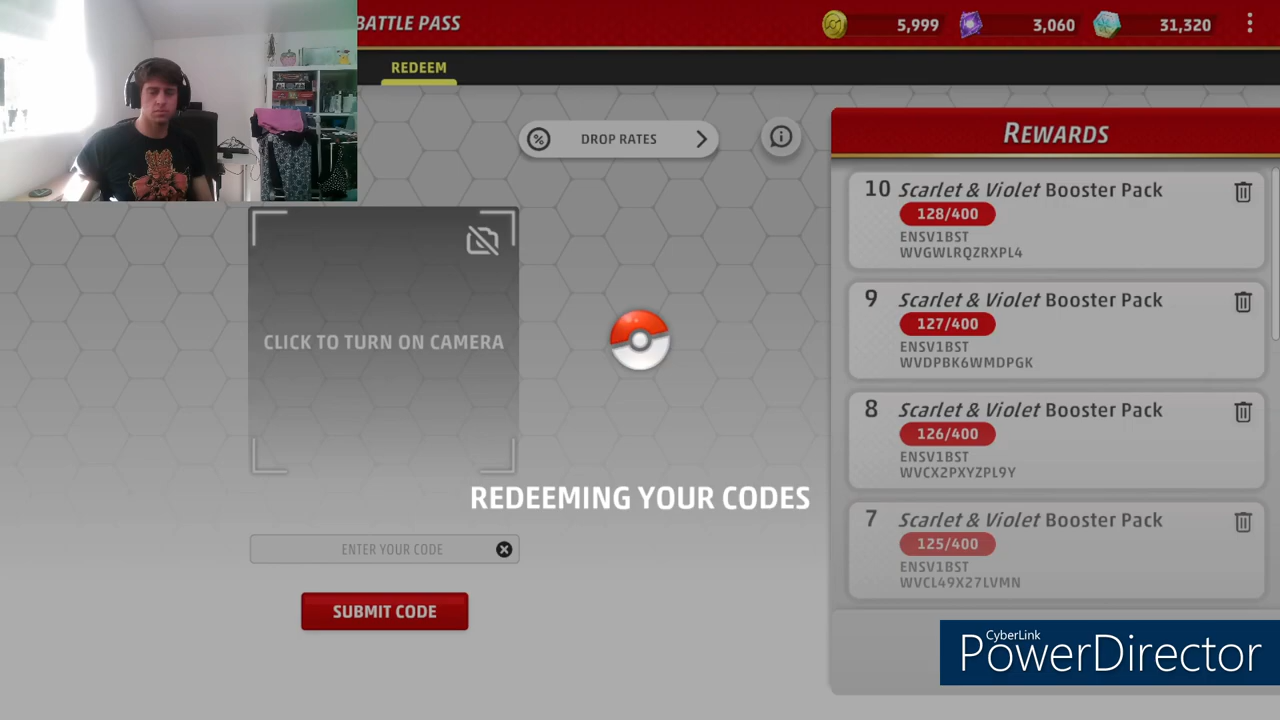 BATTLE PASS
5,999
3,060
31,320
REDEEM
DROP RATES
REWARDS
10 Scarlet & Violet Booster Pack
128/400
ENSV1BST
WVGWLRQZRXPL4
9 Scarlet & Violet Booster Pack
127/400
ENSV1BST
WVDPBK6WMDPGK
8 Scarlet & Violet Booster Pack
126/400
ENSV1BST
WVCX2PXYZPL9Y
7 Scarlet & Violet Booster Pack
125/400
ENSV1BST
WVCL49X27LVMN
CLICK TO TURN ON CAMERA
REDEEMING YOUR CODES
ENTER YOUR CODE
SUBMIT CODE
CyberLink
PowerDirector